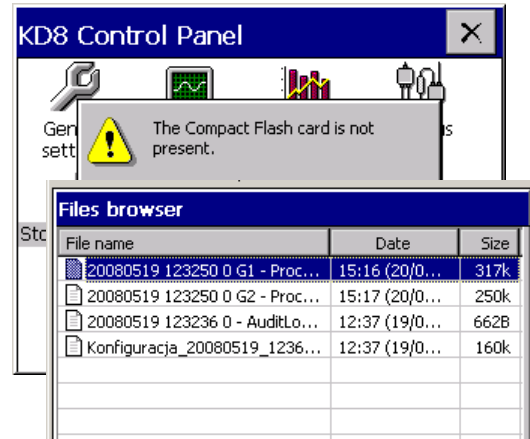 KD8 Control Panel
Gen
sett
s
The Compact Flash card is not
present.
Sto
Files browser
File name Date Size
20080519 123250 0 G1 - Proc... 15:16 (20/0... 317k
20080519 123250 0 G2 - Proc... 15:17 (20/0... 250k
20080519 123236 0 - AuditLo... 12:37 (19/0... 662B
Konfiguracja_20080519_1236... 12:37 (19/0... 160k